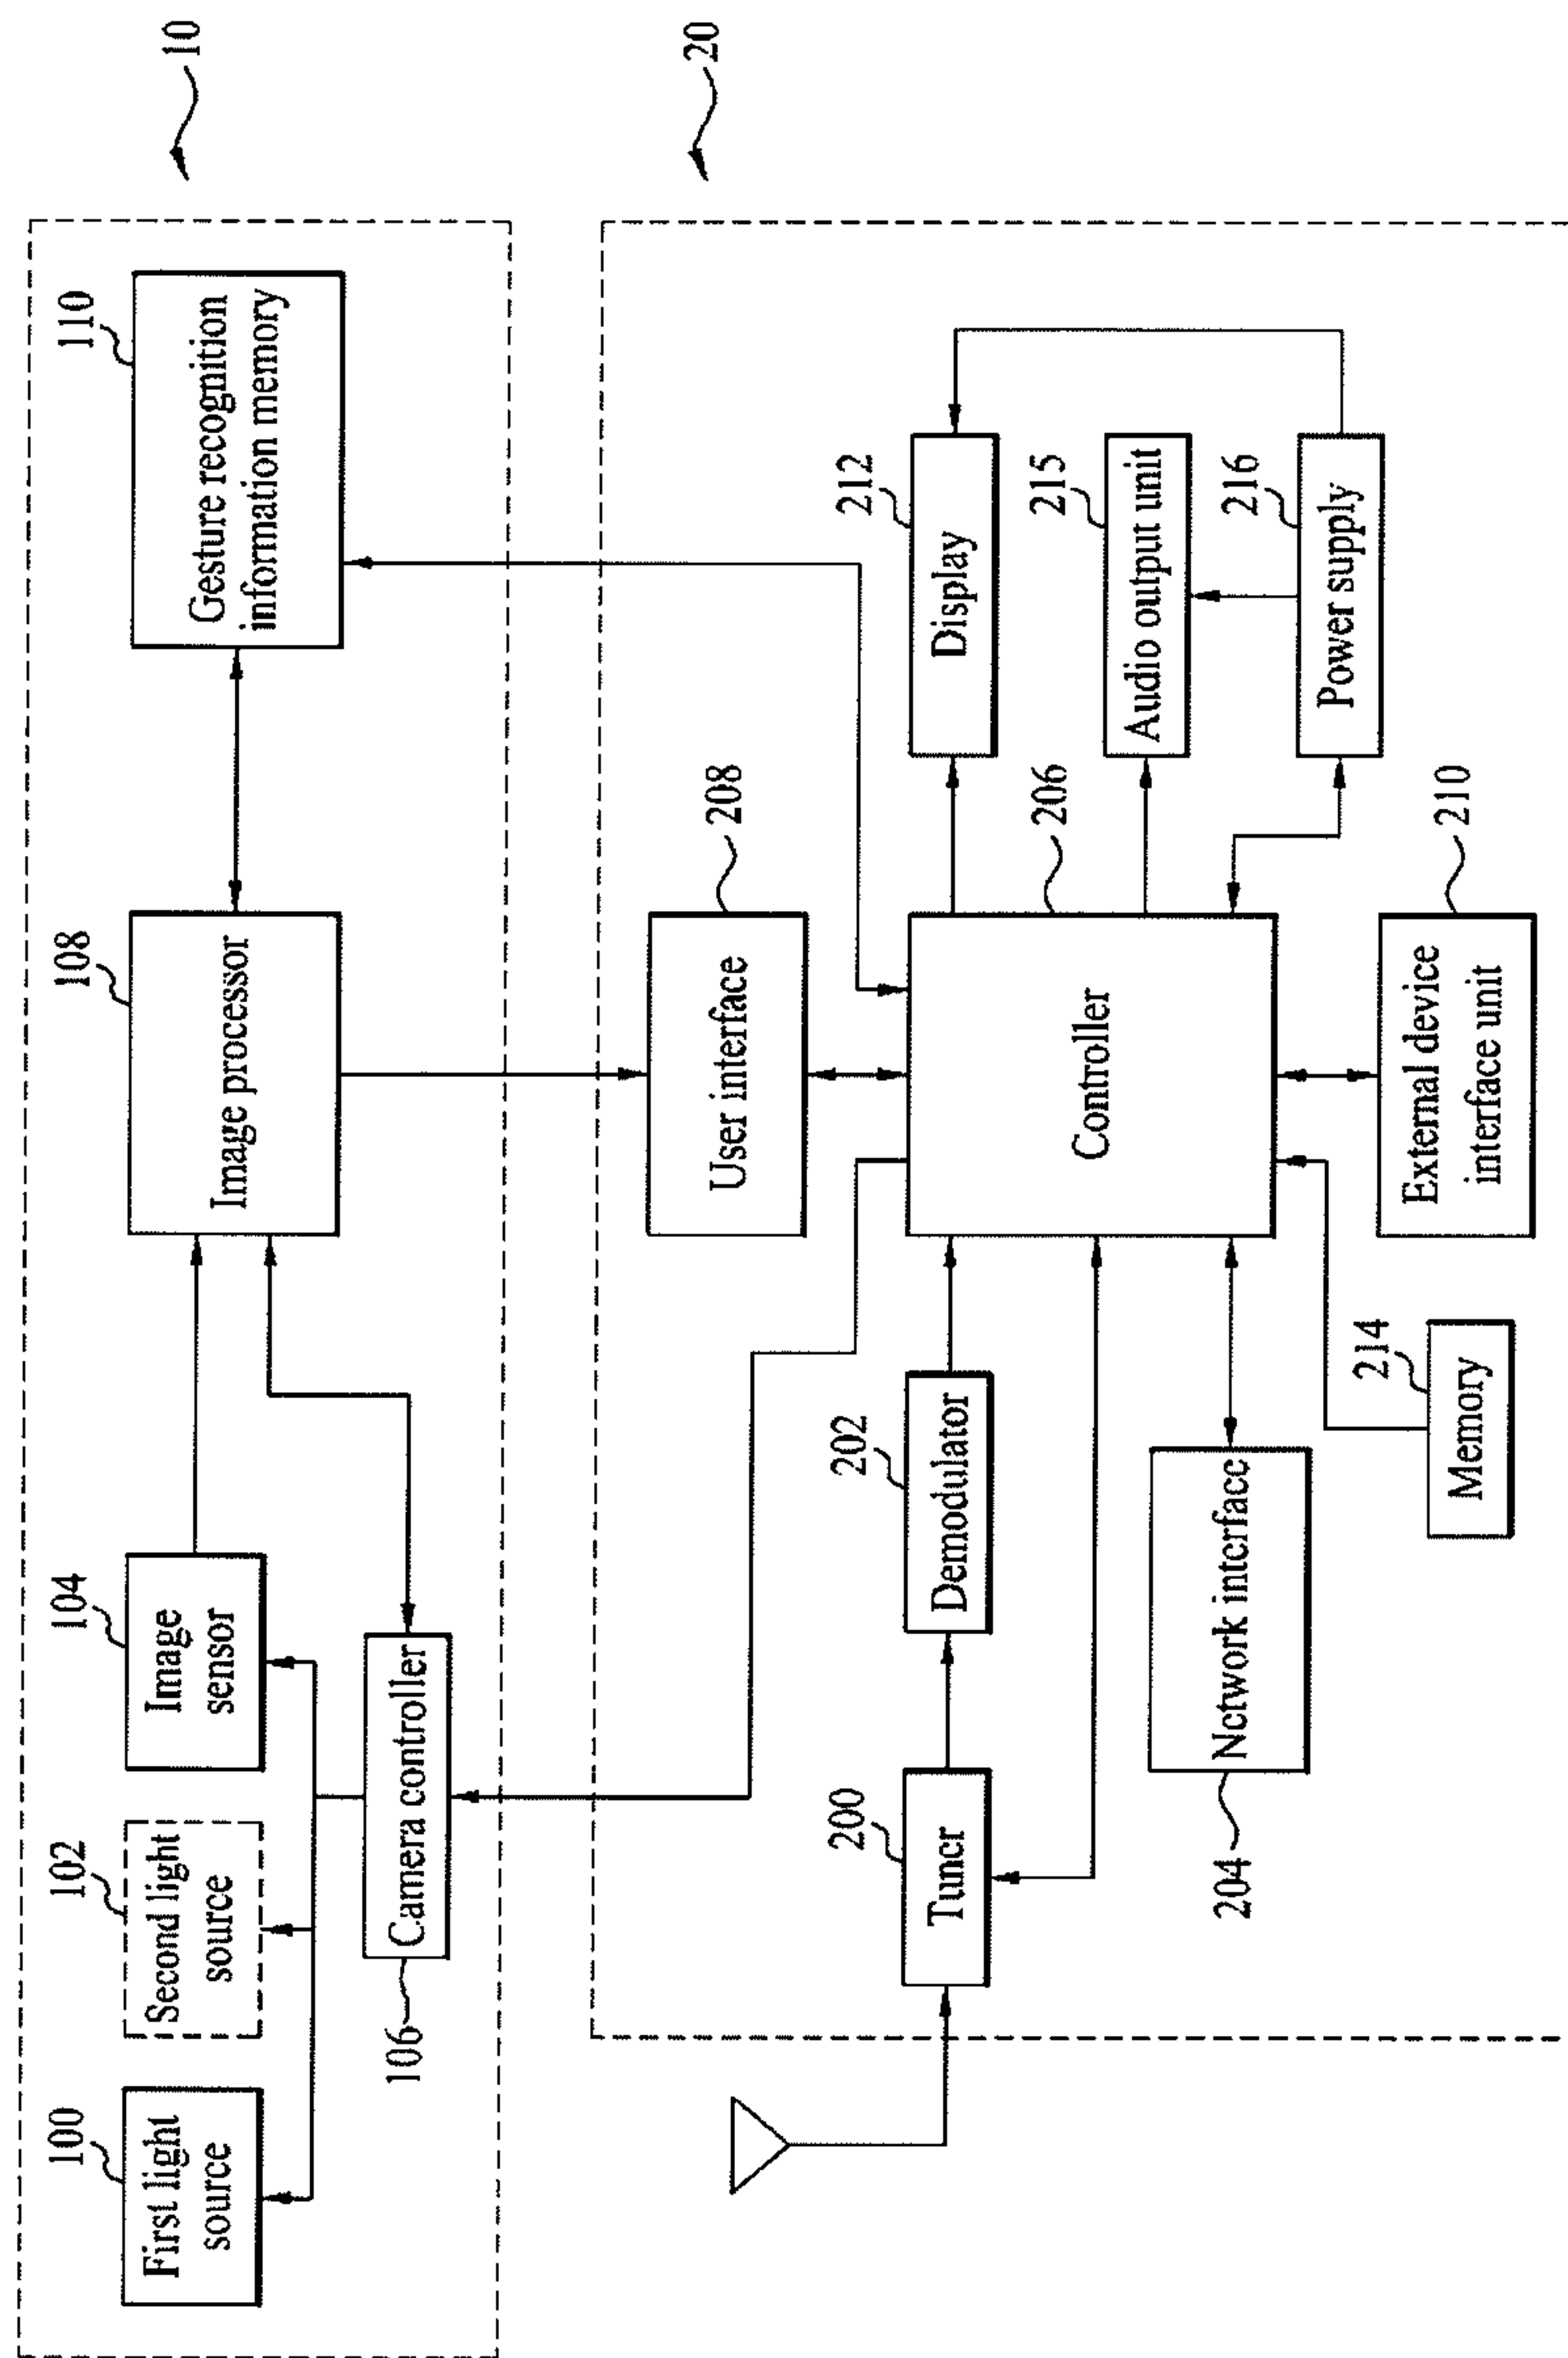 10
100
First light
source
102
Second light
source
104
Image
sensor
108
Image processor
110
Gesture recognition
information memory
106
Camera controller
20
208
User interface
200
Tuner
202
Demodulator
206
Controller
212
Display
215
Audio output unit
216
Power supply
204
Network interface
214
Memory
210
External device
interface unit